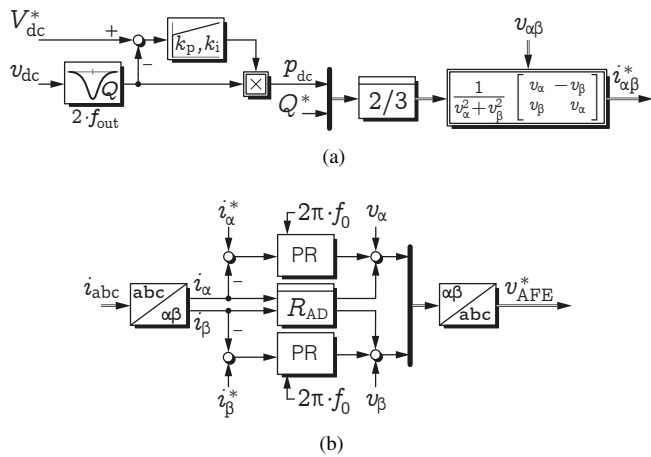 V*dc + kp, ki vαβ
−
vdc Q pdc 2/3 1/(v²α+v²β) [vα −vβ vβ vα] i*αβ
× Q*
2·fout
(a)
i*α 2π·f0 vα
PR
−
iabc abc αβ iα RAD αβ abc v*AFE
iβ
−
PR
i*β 2π·f0 vβ
(b)